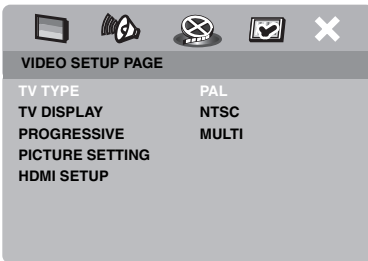 VIDEO SETUP PAGE
TV TYPE PAL
TV DISPLAY NTSC
PROGRESSIVE MULTI
PICTURE SETTING
HDMI SETUP